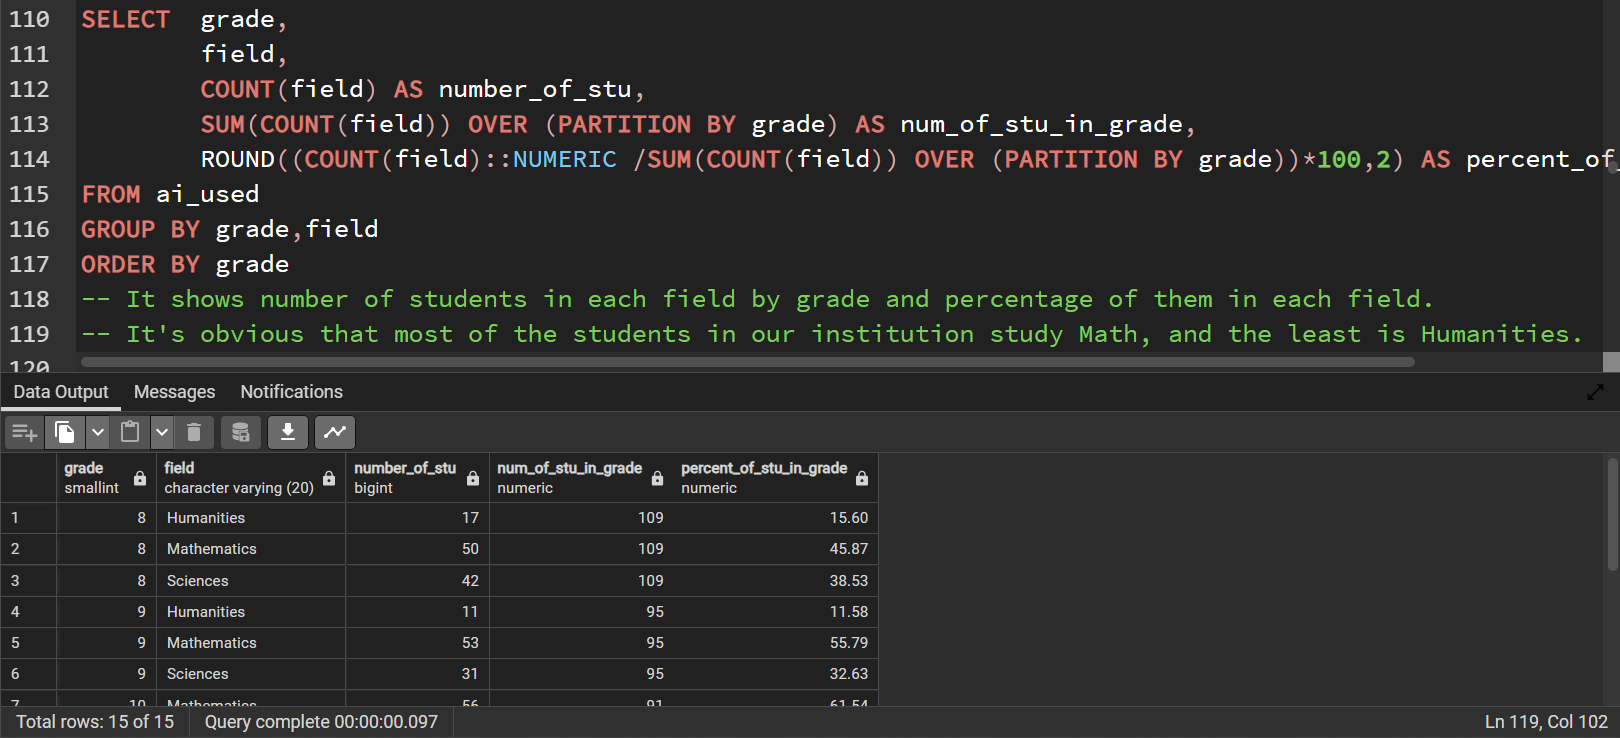 110 SELECT  grade,
111         field,
112         COUNT(field) AS number_of_stu,
113         SUM(COUNT(field)) OVER (PARTITION BY grade) AS num_of_stu_in_grade,
114         ROUND((COUNT(field)::NUMERIC /SUM(COUNT(field)) OVER (PARTITION BY grade))*100,2) AS percent_of_
115 FROM ai_used
116 GROUP BY grade,field
117 ORDER BY grade
118 -- It shows number of students in each field by grade and percentage of them in each field.
119 -- It's obvious that most of the students in our institution study Math, and the least is Humanities.
120
Data Output Messages Notifications
grade field number_of_stu num_of_stu_in_grade percent_of_stu_in_grade
smallint character varying (20) bigint numeric numeric
1 8 Humanities 17 109 15.60
2 8 Mathematics 50 109 45.87
3 8 Sciences 42 109 38.53
4 9 Humanities 11 95 11.58
5 9 Mathematics 53 95 55.79
6 9 Sciences 31 95 32.63
7 10 Mathematics 56 91 61.54
Total rows: 15 of 15 Query complete 00:00:00.097 Ln 119, Col 102